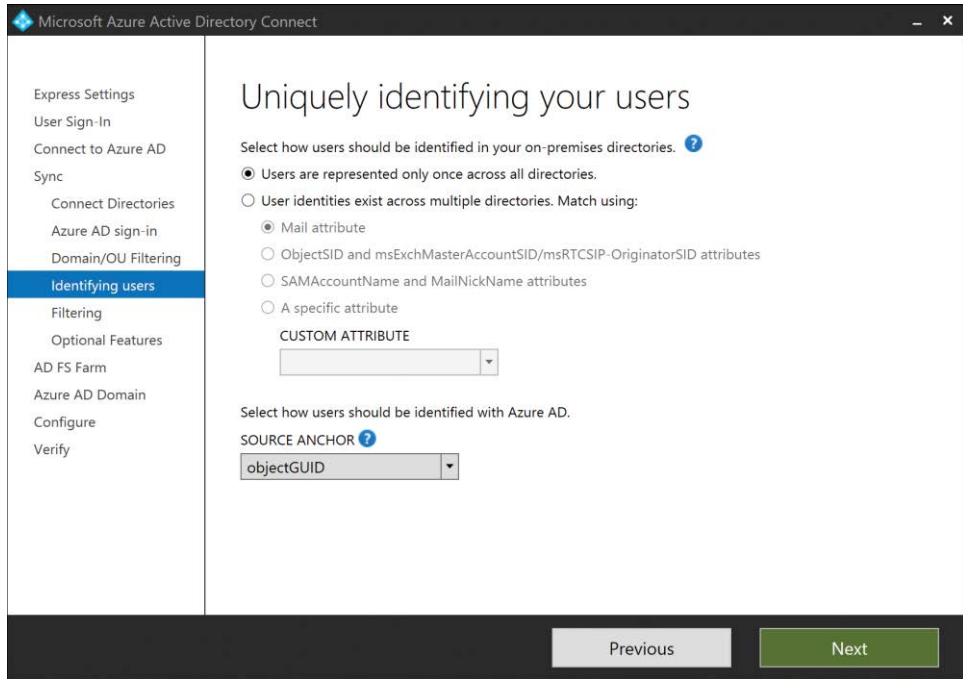 Microsoft Azure Active Directory Connect
Express Settings
User Sign-In
Connect to Azure AD
Sync
Connect Directories
Azure AD sign-in
Domain/OU Filtering
Identifying users
Filtering
Optional Features
AD FS Farm
Azure AD Domain
Configure
Verify
Uniquely identifying your users
Select how users should be identified in your on-premises directories. ?
Users are represented only once across all directories.
User identities exist across multiple directories. Match using:
Mail attribute
ObjectSID and msExchMasterAccountSID/msRTCSIP-OriginatorSID attributes
SAMAccountName and MailNickName attributes
A specific attribute
CUSTOM ATTRIBUTE
Select how users should be identified with Azure AD.
SOURCE ANCHOR ?
objectGUID
Previous
Next